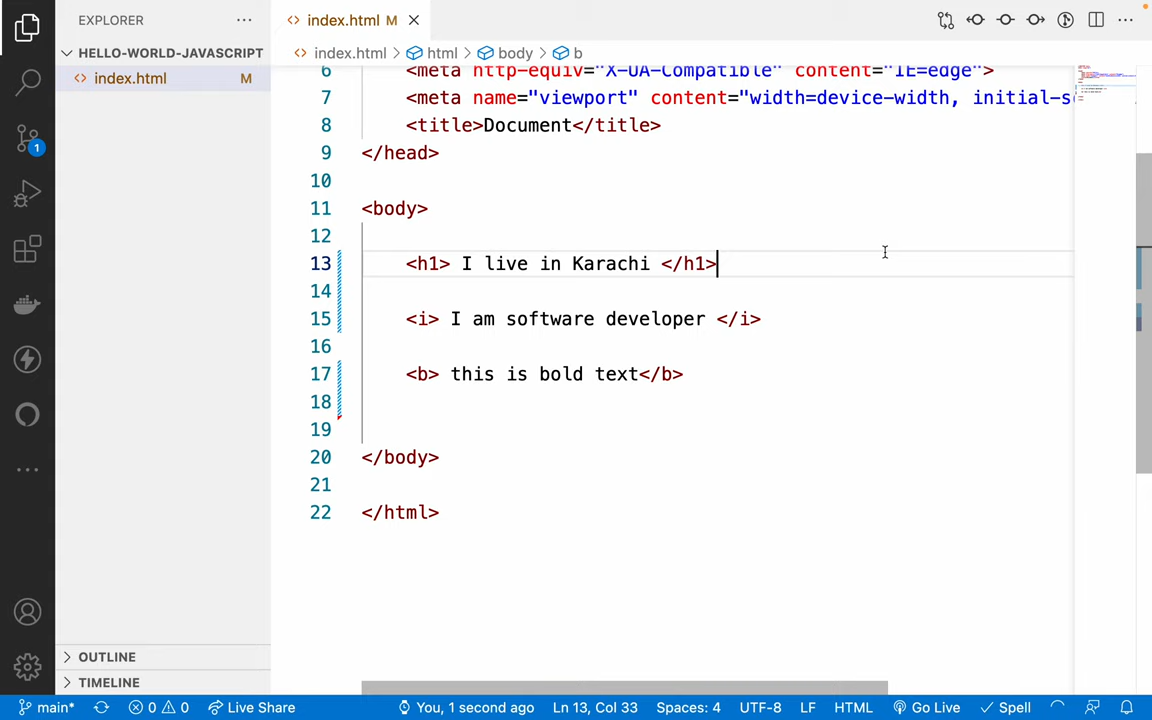 EXPLORER
HELLO-WORLD-JAVASCRIPT
index.html M
OUTLINE
TIMELINE
index.html M
index.html > html > body > b
6 <meta http-equiv="X-UA-Compatible" content="IE=edge">
7 <meta name="viewport" content="width=device-width, initial-s
8 <title>Document</title>
9 </head>
10
11 <body>
12
13 <h1> I live in Karachi </h1>
14
15 <i> I am software developer </i>
16
17 <b> this is bold text</b>
18
19
20 </body>
21
22 </html>
1
main* 0 0 Live Share You, 1 second ago Ln 13, Col 33 Spaces: 4 UTF-8 LF HTML Go Live Spell